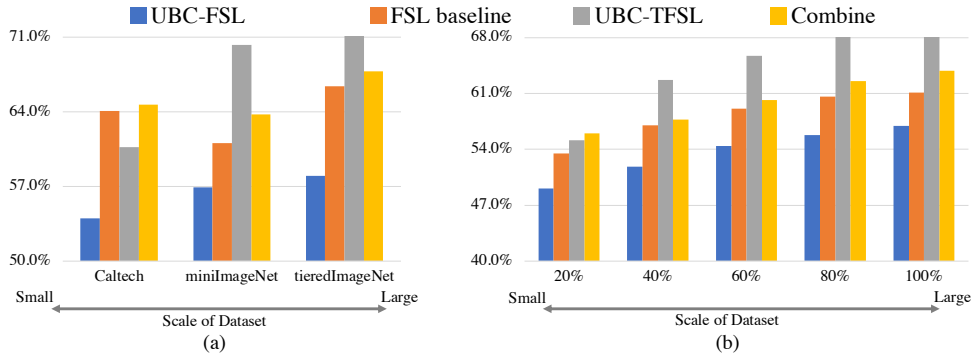 UBC-FSL FSL baseline UBC-TFSL Combine
71.0%
64.0%
57.0%
50.0%
Caltech miniImageNet tieredImageNet
Small Large
Scale of Dataset
(a)
68.0%
61.0%
54.0%
47.0%
40.0%
20% 40% 60% 80% 100%
Small Large
Scale of Dataset
(b)